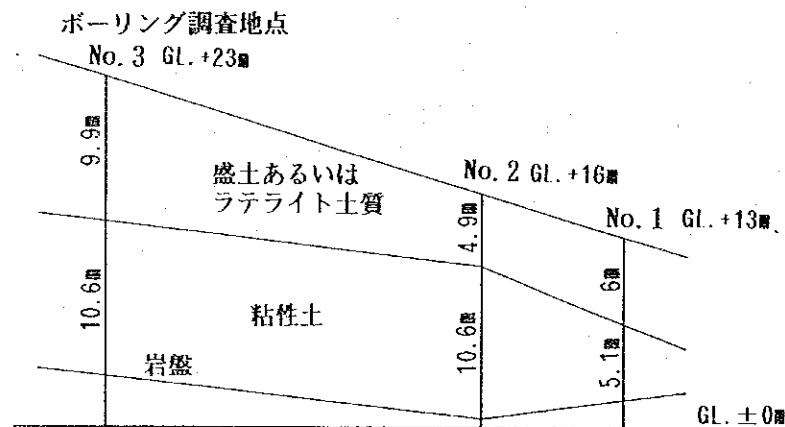 ボーリング調査地点
No. 3 GL. +23m
9.9m
盛土あるいは
ラテライト土質
No. 2 GL. +16m
4.9m
No. 1 GL. +13m
6m
10.6m
粘性土
10.6m
5.1m
岩盤
GL. ±0m